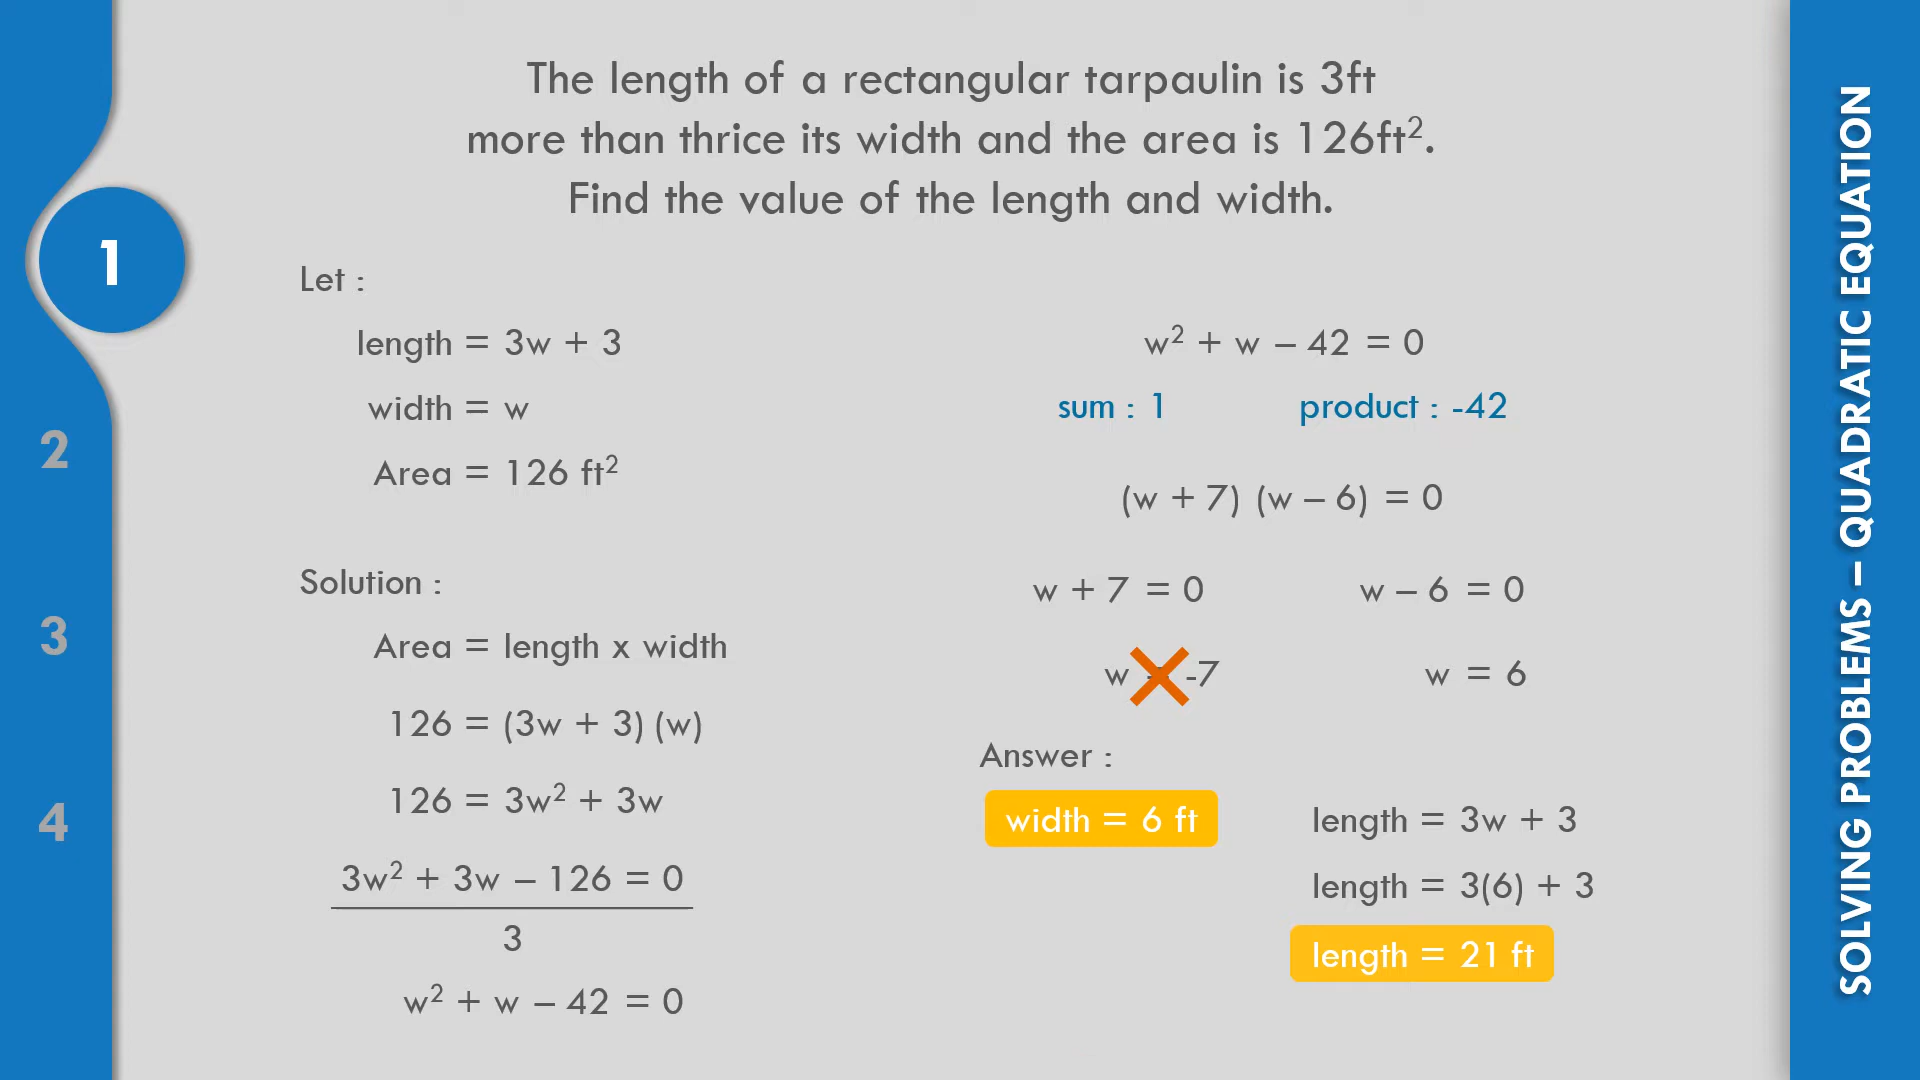 The length of a rectangular tarpaulin is 3ft
more than thrice its width and the area is 126ft².
Find the value of the length and width.
1
2
3
4
Let :
length = 3w + 3
width = w
Area = 126 ft²
Solution :
Area = length x width
126 = (3w + 3) (w)
126 = 3w² + 3w
3w² + 3w – 126 = 0
3
w² + w – 42 = 0
w² + w – 42 = 0
sum : 1 product : -42
(w + 7) (w – 6) = 0
w + 7 = 0 w – 6 = 0
w = -7 w = 6
Answer :
width = 6 ft
length = 3w + 3
length = 3(6) + 3
length = 21 ft
SOLVING PROBLEMS – QUADRATIC EQUATION